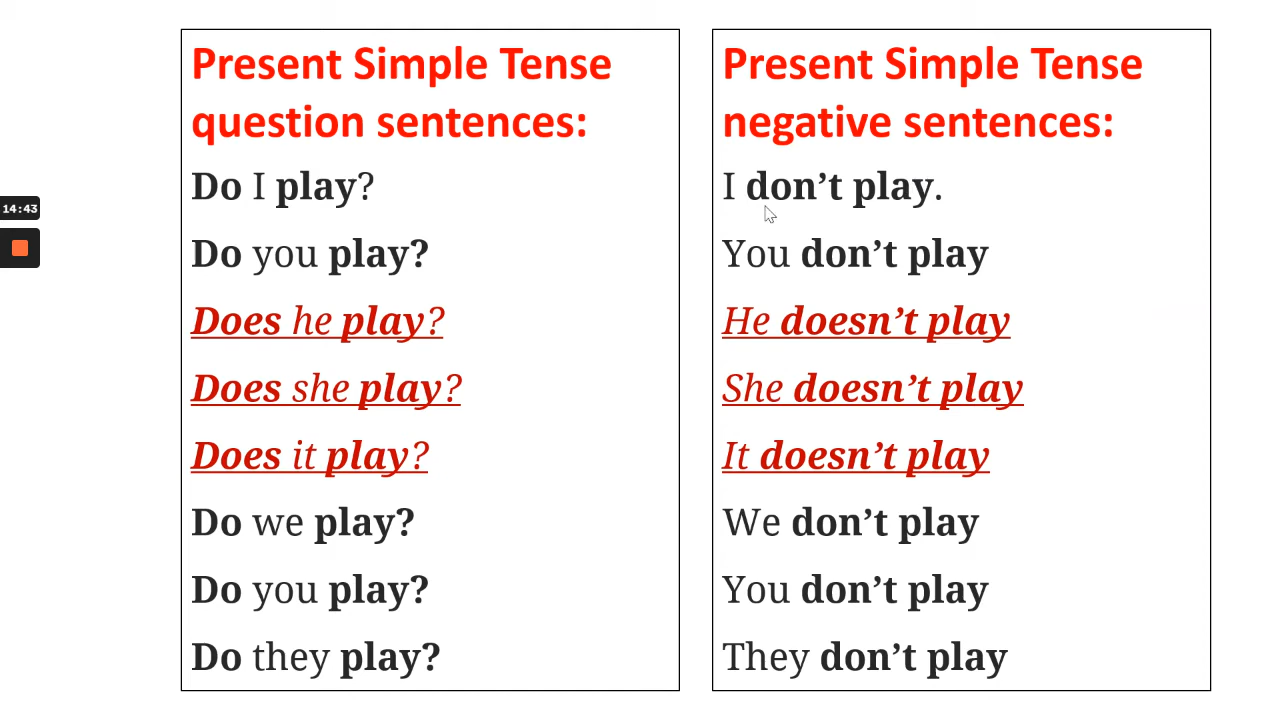 Present Simple Tense
question sentences:
Do I play?
Do you play?
Does he play?
Does she play?
Does it play?
Do we play?
Do you play?
Do they play?
Present Simple Tense
negative sentences:
I don’t play.
You don’t play
He doesn’t play
She doesn’t play
It doesn’t play
We don’t play
You don’t play
They don’t play
14:43